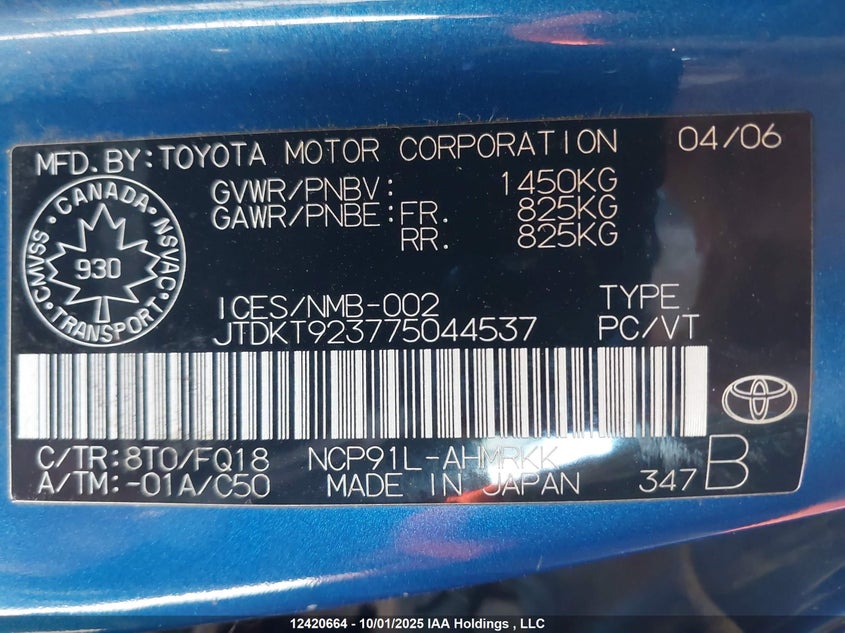 MFD.BY:TOYOTA MOTOR CORPORATION 04/06
GVWR/PNBV: 1450KG
GAWR/PNBE:FR. 825KG
RR. 825KG
CANADA
CMVSS NSVAC
930
TRANSPORT
ICES/NMB-002 TYPE
JTDKT923775044537 PC/VT
C/TR:8T0/FQ18 NCP91L-AHMRKK
A/TM:-01A/C50 MADE IN JAPAN 347 B
12420664 - 10/01/2025 IAA Holdings , LLC